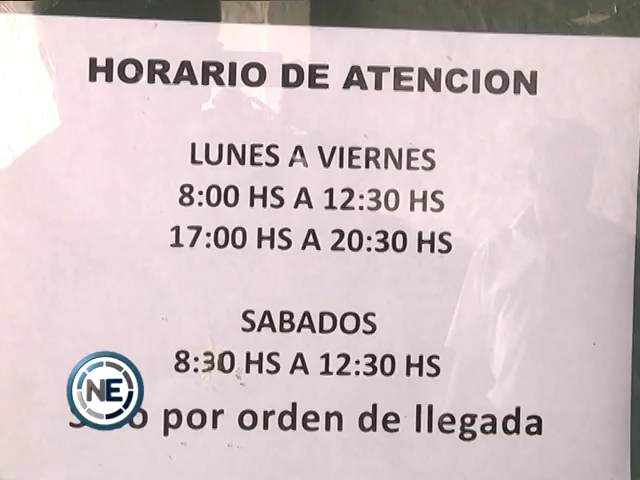 HORARIO DE ATENCION
LUNES A VIERNES
8:00 HS A 12:30 HS
17:00 HS A 20:30 HS
SABADOS
8:30 HS A 12:30 HS
NE
por orden de llegada